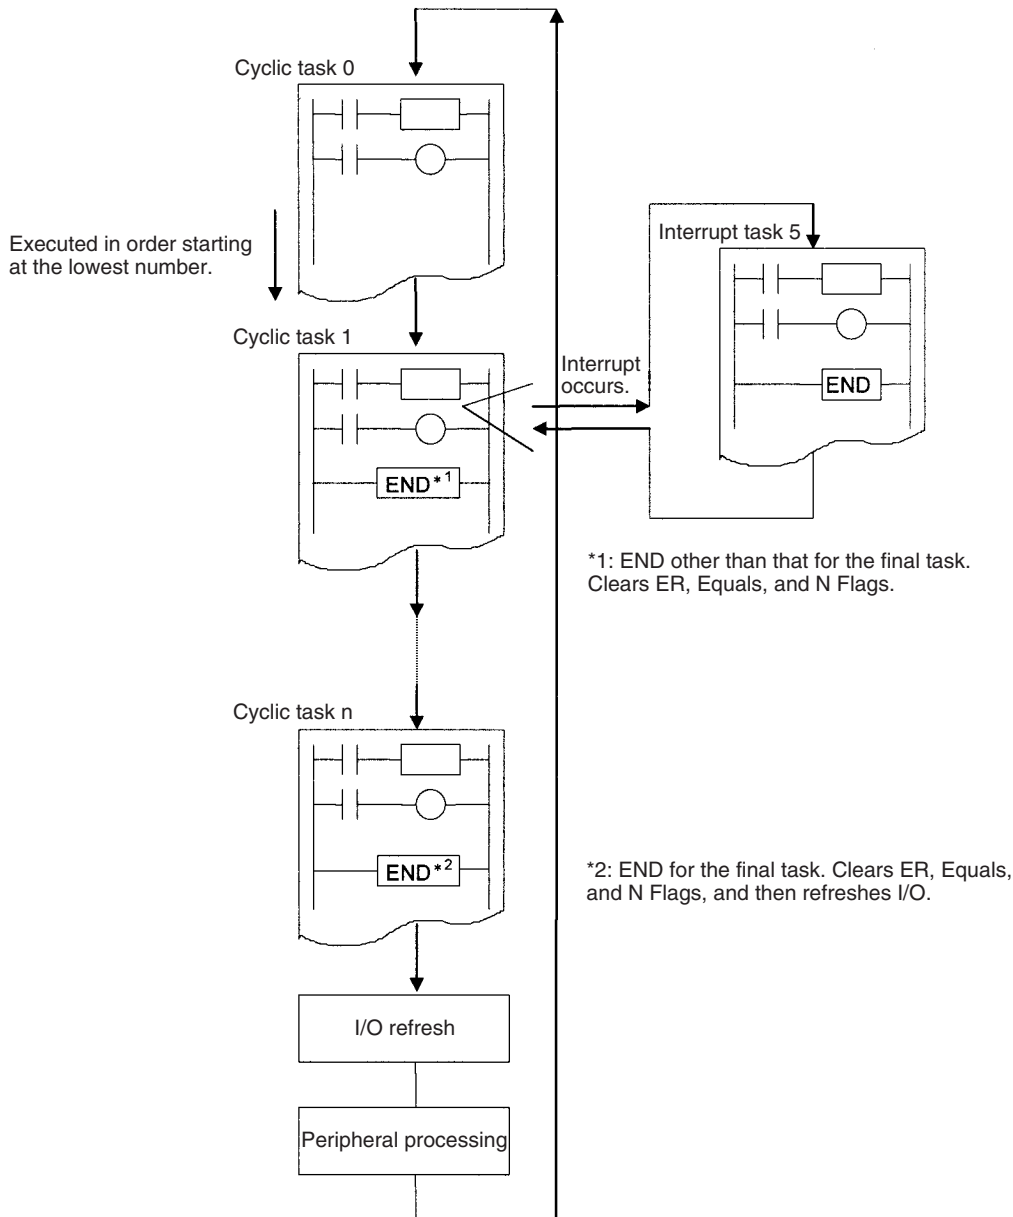 Cyclic task 0
Executed in order starting
at the lowest number.
Interrupt task 5
END
Cyclic task 1
Interrupt
occurs.
END*1
*1: END other than that for the final task.
Clears ER, Equals, and N Flags.
Cyclic task n
END*2
*2: END for the final task. Clears ER, Equals,
and N Flags, and then refreshes I/O.
I/O refresh
Peripheral processing